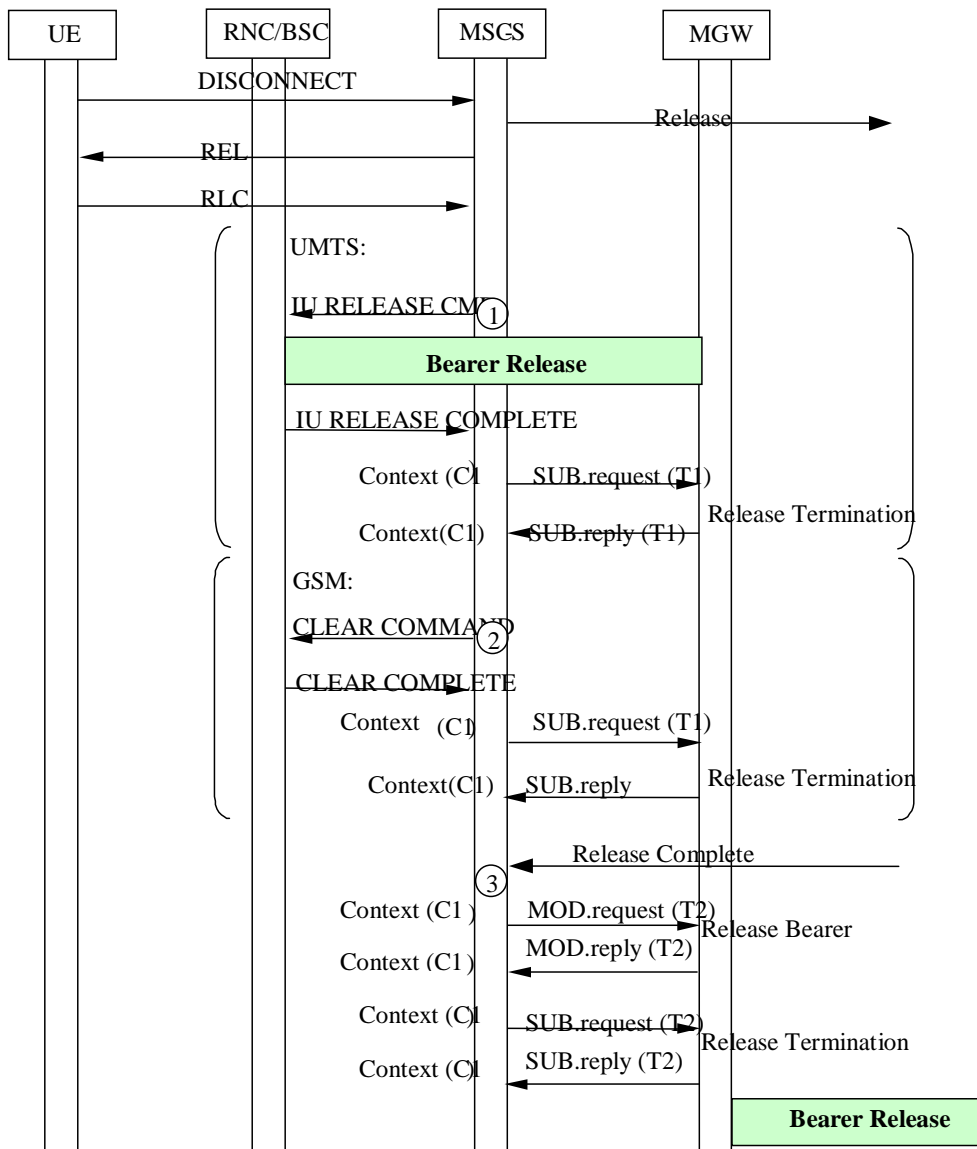 UE
RNC/BSC
MSC-S
MGW
DISCONNECT
Release
REL
RLC
UMTS:
IU RELEASE CMD
1
Bearer Release
IU RELEASE COMPLETE
Context (C1)
SUB.request (T1)
Context(C1)
SUB.reply (T1)
Release Termination
GSM:
CLEAR COMMAND
2
CLEAR COMPLETE
Context (C1)
SUB.request (T1)
Context(C1)
SUB.reply
Release Termination
Release Complete
3
Context (C1)
MOD.request (T2)
Release Bearer
Context (C1)
MOD.reply (T2)
Context (C1)
SUB.request (T2)
Release Termination
Context (C1)
SUB.reply (T2)
Bearer Release